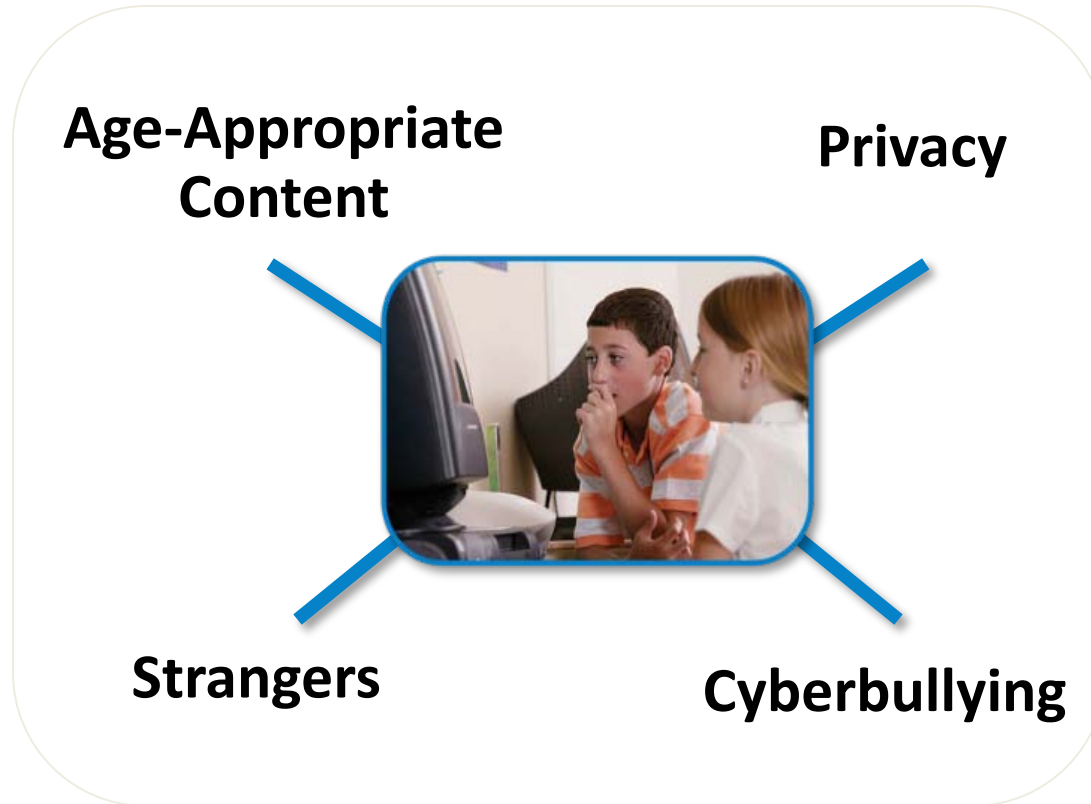 Age-Appropriate
Content
Privacy
Strangers
Cyberbullying